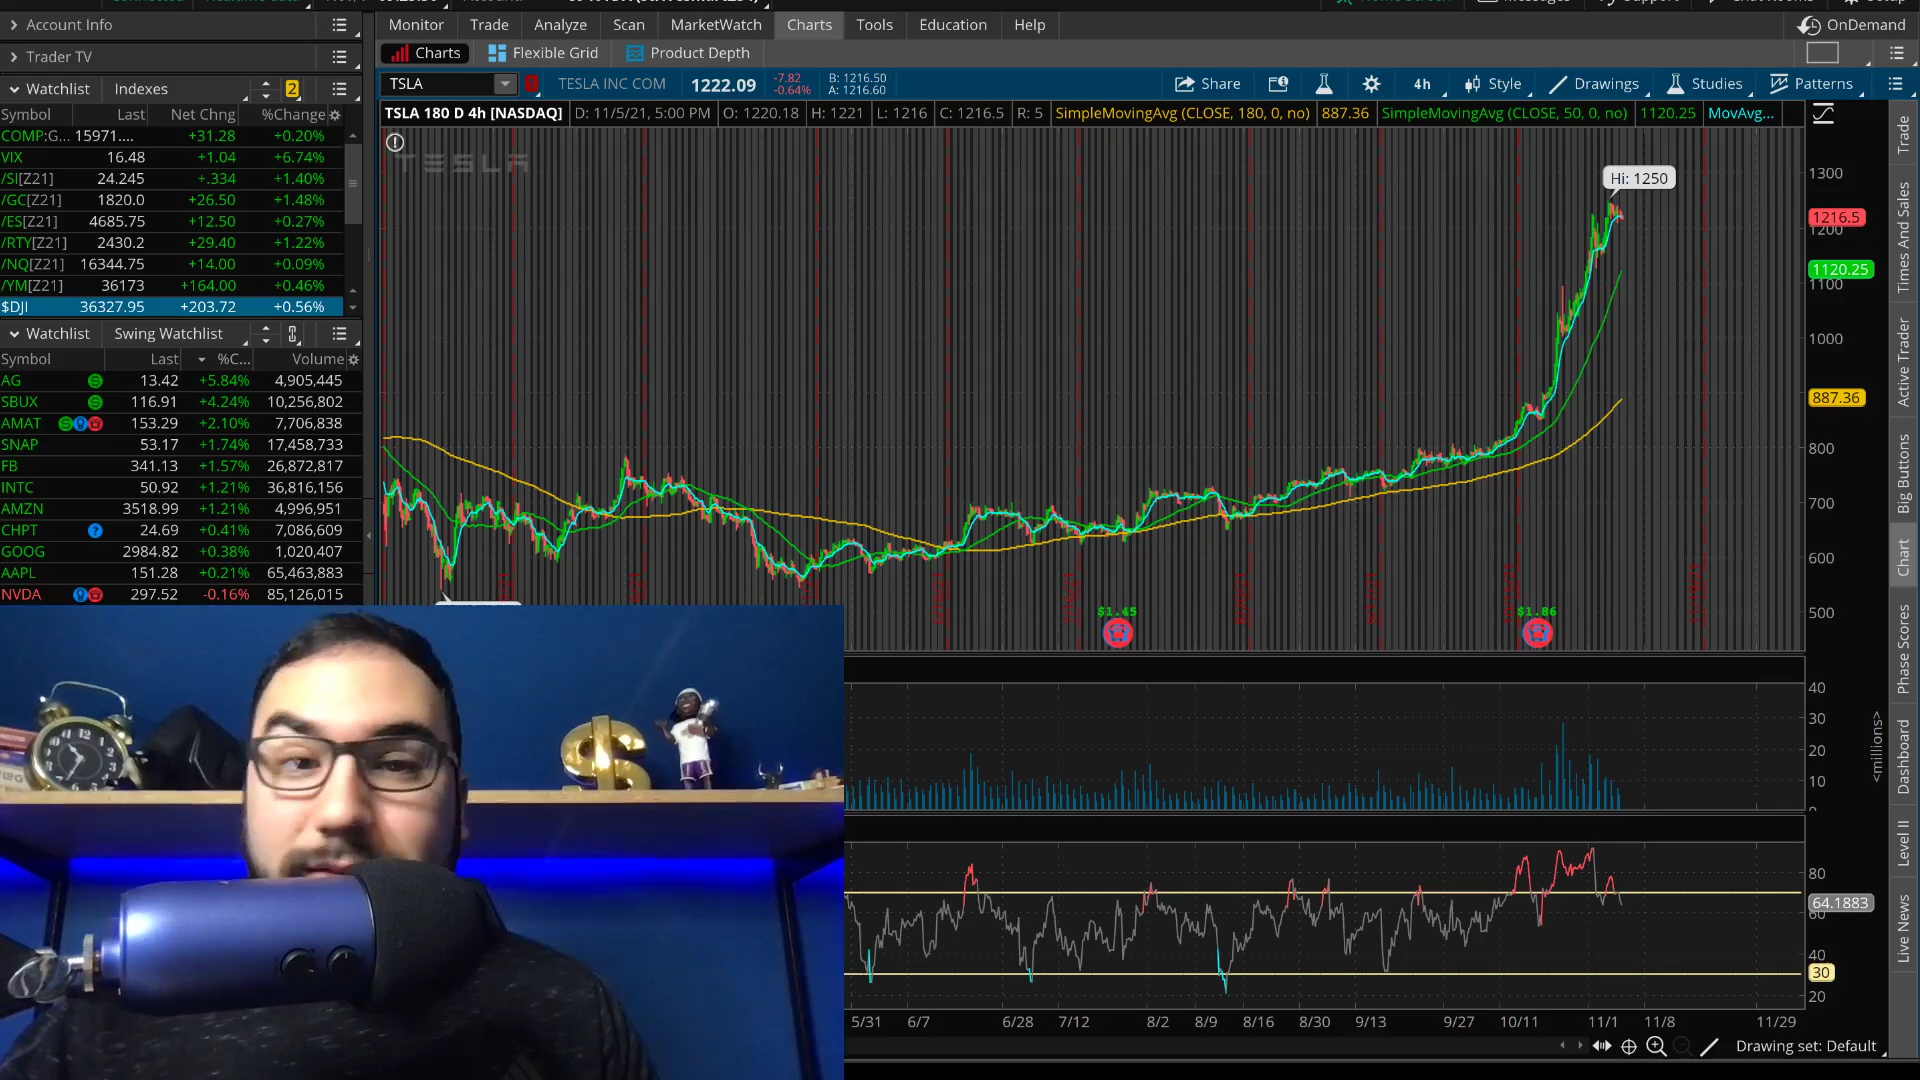 Account Info
Monitor Trade Analyze Scan MarketWatch Charts Tools Education Help
OnDemand
Trader TV
Charts Flexible Grid Product Depth
Watchlist Indexes 2
TSLA TESLA INC COM 1222.09 -7.82 -0.64% B: 1216.50 A: 1216.60 Share 4h Style Drawings Studies Patterns
Symbol Last Net Chng %Change
TSLA 180 D 4h [NASDAQ] D: 11/5/21, 5:00 PM O: 1220.18 H: 1221 L: 1216 C: 1216.5 R: 5 SimpleMovingAvg (CLOSE, 180, 0, no) 887.36 SimpleMovingAvg (CLOSE, 50, 0, no) 1120.25 MovAvg...
COMP:G... 15971.... +31.28 +0.20%
VIX 16.48 +1.04 +6.74%
/SI[Z21] 24.245 +.334 +1.40%
/GC[Z21] 1820.0 +26.50 +1.48%
/ES[Z21] 4685.75 +12.50 +0.27%
/RTY[Z21] 2430.2 +29.40 +1.22%
/NQ[Z21] 16344.75 +14.00 +0.09%
/YM[Z21] 36173 +164.00 +0.46%
$DJI 36327.95 +203.72 +0.56%
Watchlist Swing Watchlist
Symbol Last %C... Volume
AG 13.42 +5.84% 4,905,445
SBUX 116.91 +4.24% 10,256,802
AMAT 153.29 +2.10% 7,706,838
SNAP 53.17 +1.74% 17,458,733
FB 341.13 +1.57% 26,872,817
INTC 50.92 +1.21% 36,816,156
AMZN 3518.99 +1.21% 4,996,951
CHPT 24.69 +0.41% 7,086,609
GOOG 2984.82 +0.38% 1,020,407
AAPL 151.28 +0.21% 65,463,883
NVDA 297.52 -0.16% 85,126,015
TESLA
Hi: 1250
1300
1216.5
1200
1120.25
1100
1000
887.36
800
700
600
500
$1.45
$1.86
40
30
20
10
0
<millions>
80
64.1883
60
40
30
20
5/31 6/7 6/28 7/12 8/2 8/9 8/16 8/30 9/13 9/27 10/11 11/1 11/8 11/29
Drawing set: Default
Trade
Times And Sales
Active Trader
Big Buttons
Chart
Phase Scores
Dashboard
Level II
Live News